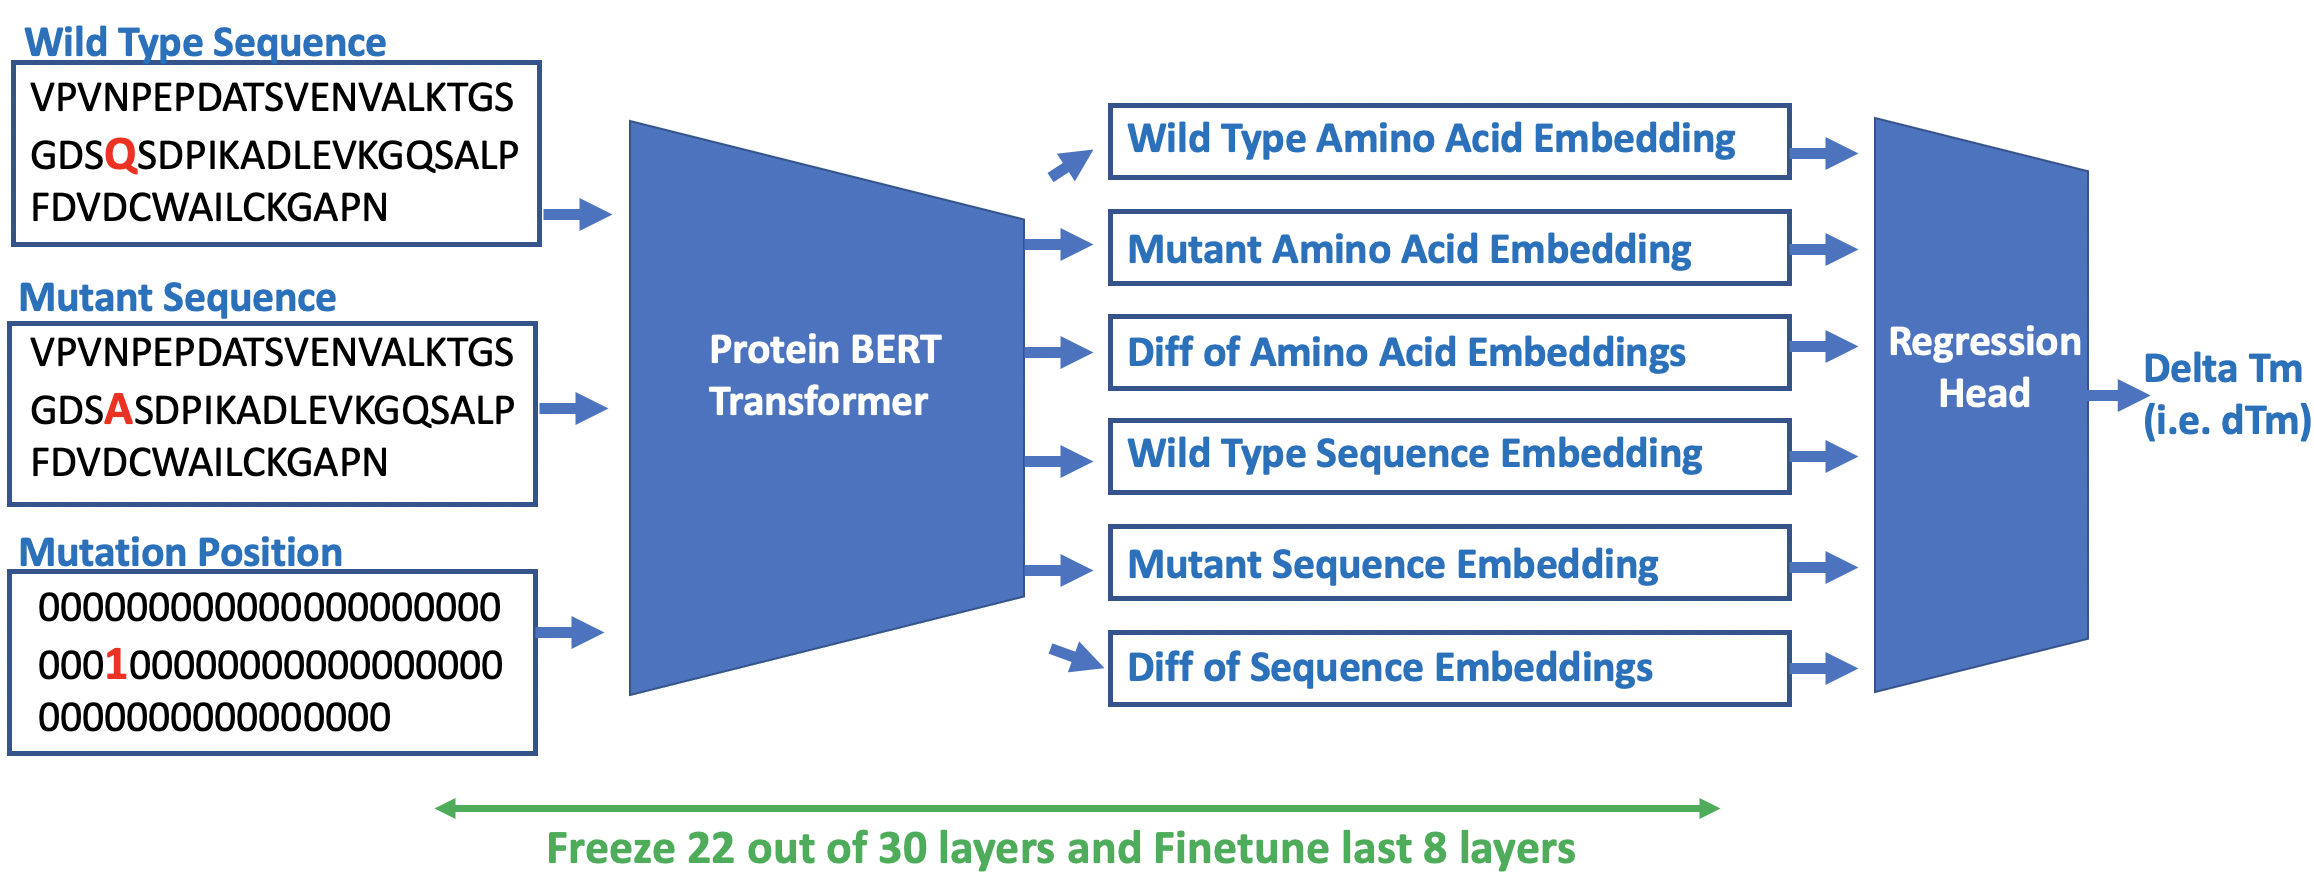 Wild Type Sequence
VPVNPEPDATSVENVALKTGS
GDSQSDPIKADLEVKGQSALP
FDVDCWAILCKGAPN
Mutant Sequence
VPVNPEPDATSVENVALKTGS
GDSASDPIKADLEVKGQSALP
FDVDCWAILCKGAPN
Mutation Position
000000000000000000000
000100000000000000000
0000000000000000
Protein BERT
Transformer
Wild Type Amino Acid Embedding
Mutant Amino Acid Embedding
Diff of Amino Acid Embeddings
Wild Type Sequence Embedding
Mutant Sequence Embedding
Diff of Sequence Embeddings
Regression
Head
Delta Tm
(i.e. dTm)
Freeze 22 out of 30 layers and Finetune last 8 layers